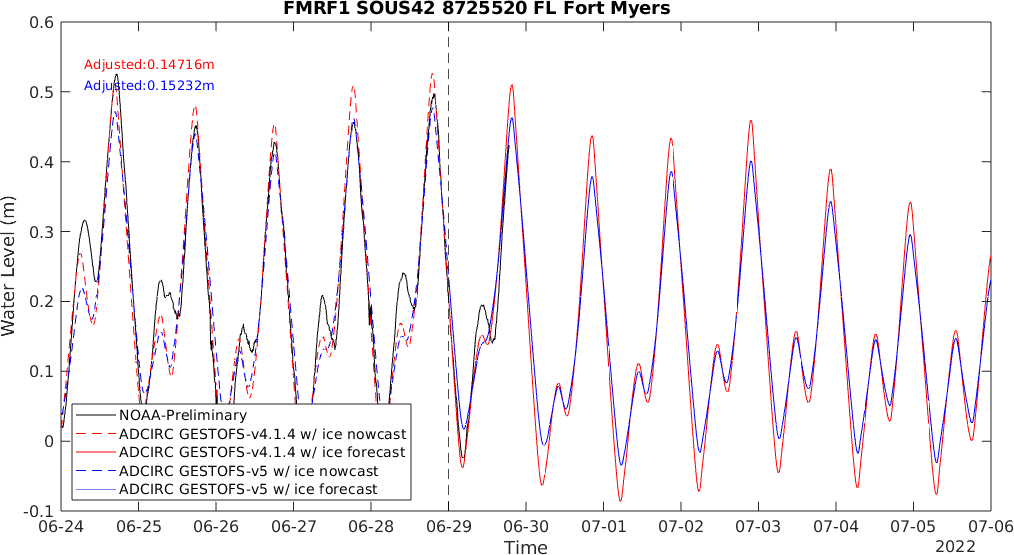 FMRF1 SOUS42 8725520 FL Fort Myers
0.6
Adjusted:0.14716m
Adjusted:0.15232m
0.5
0.4
0.3
0.2
0.1
0
-0.1
Water Level (m)
NOAA-Preliminary
ADCIRC GESTOFS-v4.1.4 w/ ice nowcast
ADCIRC GESTOFS-v4.1.4 w/ ice forecast
ADCIRC GESTOFS-v5 w/ ice nowcast
ADCIRC GESTOFS-v5 w/ ice forecast
06-24 06-25 06-26 06-27 06-28 06-29 06-30 07-01 07-02 07-03 07-04 07-05 07-06
Time
2022